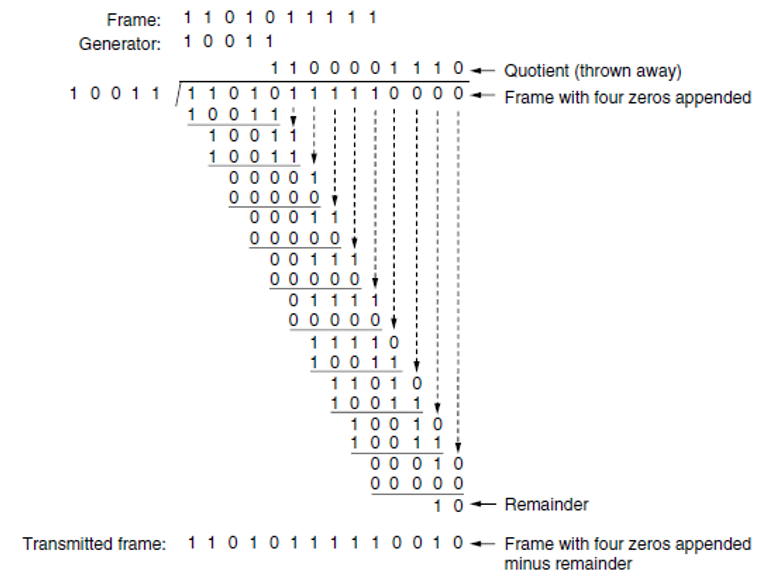 Frame: 1 1 0 1 0 1 1 1 1 1
Generator: 1 0 0 1 1
1 1 0 0 0 0 1 1 1 0 Quotient (thrown away)
1 0 0 1 1 1 1 0 1 0 1 1 1 1 1 0 0 0 0 Frame with four zeros appended
1 0 0 1 1
1 0 0 1 1
1 0 0 1 1
0 0 0 0 1
0 0 0 0 0
0 0 0 1 1
0 0 0 0 0
0 0 1 1 1
0 0 0 0 0
0 1 1 1 1
0 0 0 0 0
1 1 1 1 0
1 0 0 1 1
1 1 0 1 0
1 0 0 1 1
1 0 0 1 0
1 0 0 1 1
0 0 0 1 0
0 0 0 0 0
1 0 Remainder
Transmitted frame: 1 1 0 1 0 1 1 1 1 1 0 0 1 0 Frame with four zeros appended
minus remainder